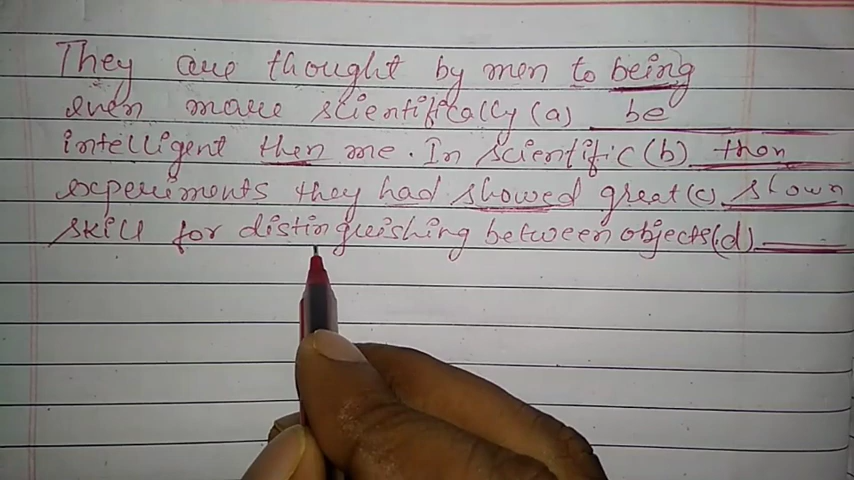 They are thought by men to being
even more scientifically (a) be
intelligent then me. In scientific (b) than
experiments they had showed great (c) shown
skill for distinguishing between objects (d)